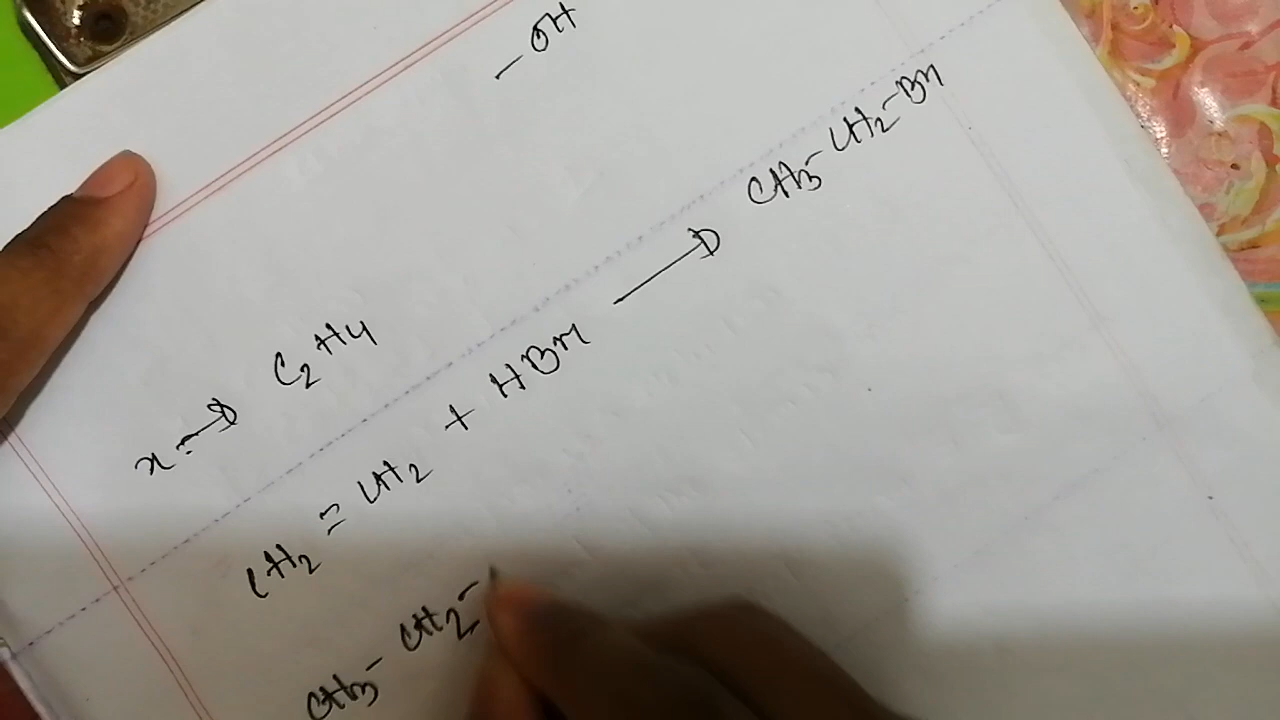 – OH
x → C2H4
CH2 = CH2 + HBr → CH3 – CH2 – Br
CH3 – CH2 –